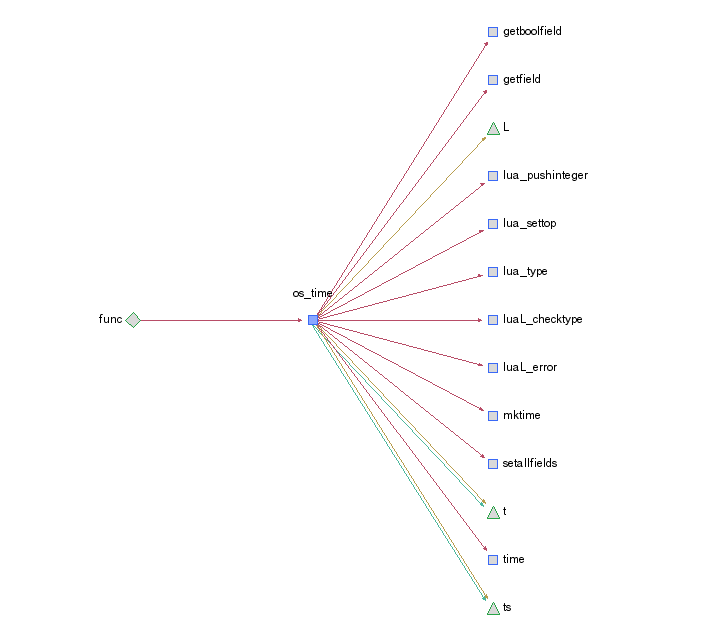 getboolfield
getfield
L
lua_pushinteger
lua_settop
lua_type
os_time
func
luaL_checktype
luaL_error
mktime
setallfields
t
time
ts